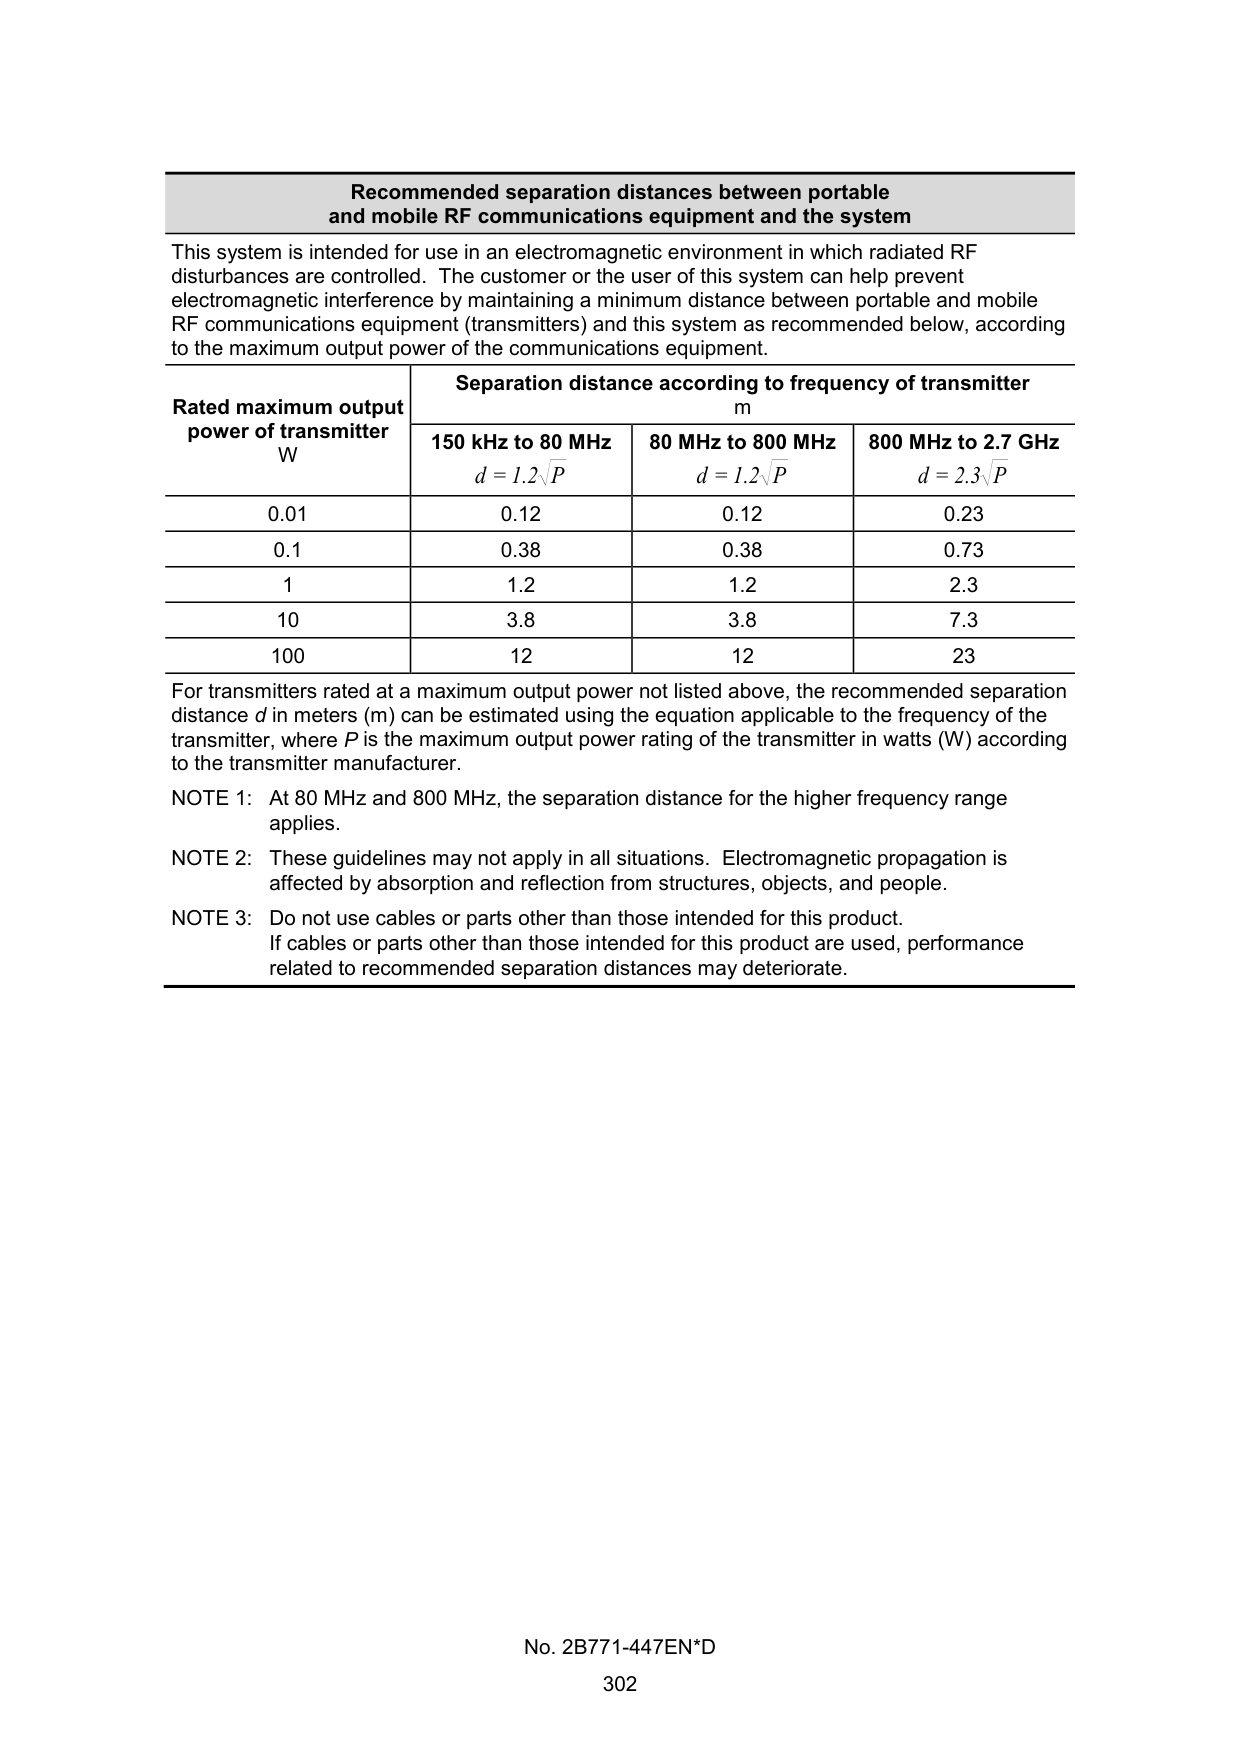 Recommended separation distances between portable
and mobile RF communications equipment and the system
This system is intended for use in an electromagnetic environment in which radiated RF
disturbances are controlled.  The customer or the user of this system can help prevent
electromagnetic interference by maintaining a minimum distance between portable and mobile
RF communications equipment (transmitters) and this system as recommended below, according
to the maximum output power of the communications equipment.
Rated maximum output
power of transmitter
W
Separation distance according to frequency of transmitter
m
150 kHz to 80 MHz
d = 1.2√P
80 MHz to 800 MHz
d = 1.2√P
800 MHz to 2.7 GHz
d = 2.3√P
0.01 0.12 0.12 0.23
0.1 0.38 0.38 0.73
1 1.2 1.2 2.3
10 3.8 3.8 7.3
100 12 12 23
For transmitters rated at a maximum output power not listed above, the recommended separation
distance d in meters (m) can be estimated using the equation applicable to the frequency of the
transmitter, where P is the maximum output power rating of the transmitter in watts (W) according
to the transmitter manufacturer.
NOTE 1: At 80 MHz and 800 MHz, the separation distance for the higher frequency range
applies.
NOTE 2: These guidelines may not apply in all situations.  Electromagnetic propagation is
affected by absorption and reflection from structures, objects, and people.
NOTE 3: Do not use cables or parts other than those intended for this product.
If cables or parts other than those intended for this product are used, performance
related to recommended separation distances may deteriorate.
No. 2B771-447EN*D
302